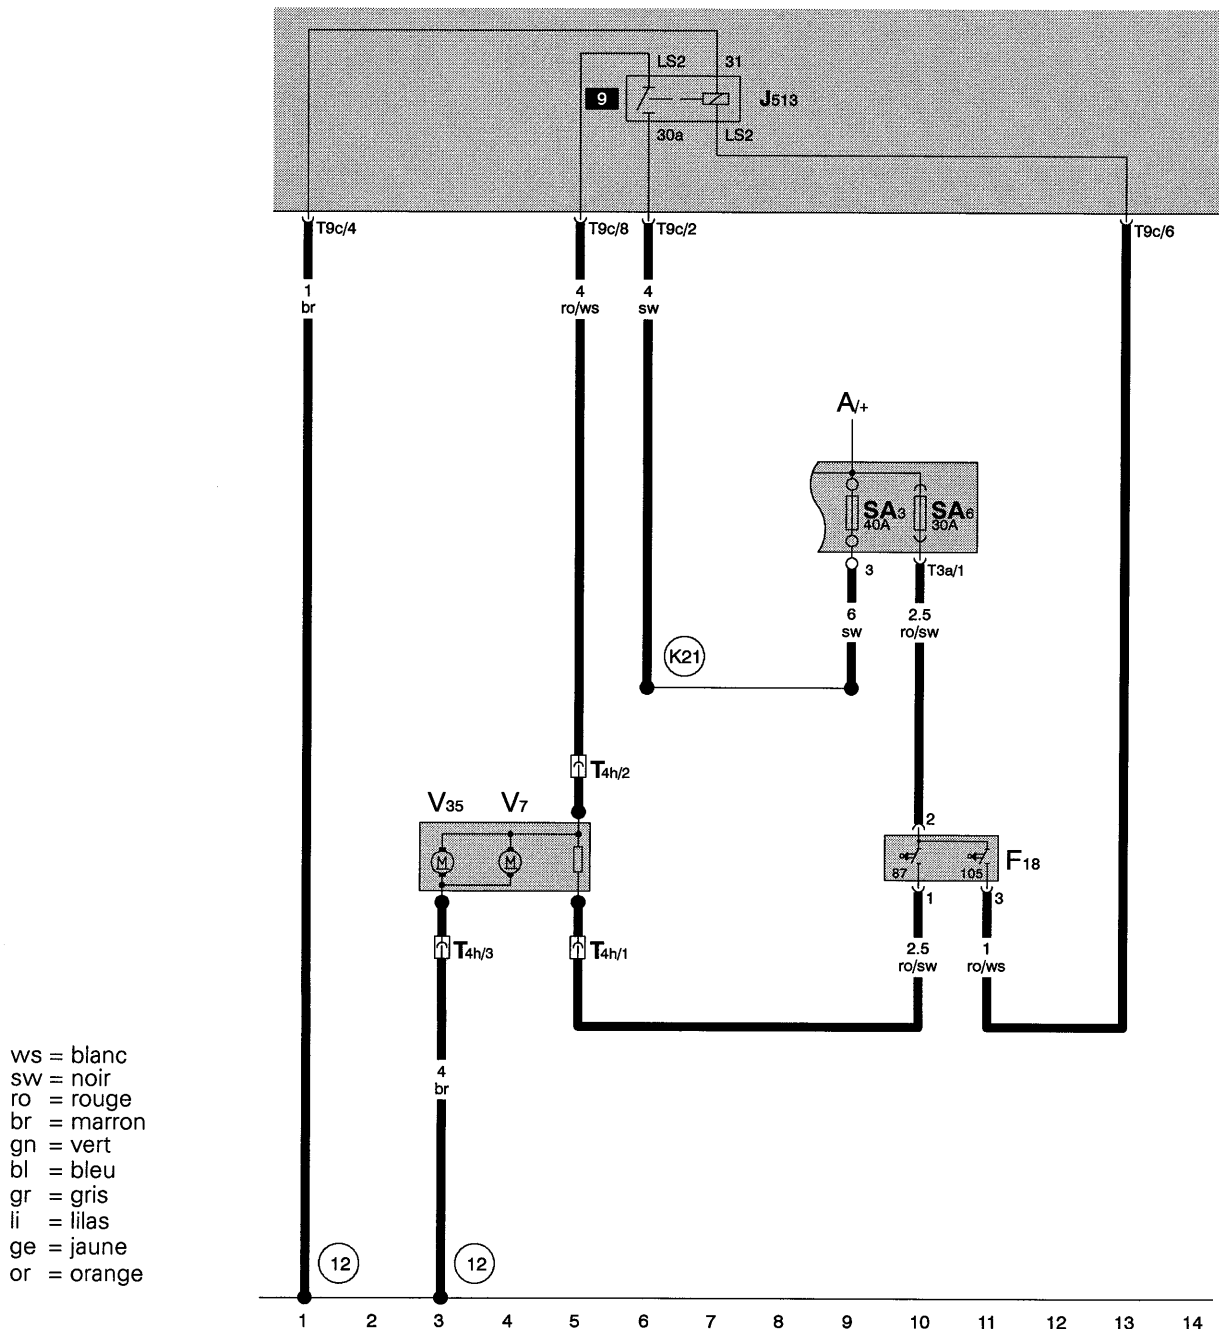 LS2 31
9 J513
30a LS2
T9c/4 T9c/8 T9c/2 T9c/6
1 4 4
br ro/ws sw
A/+
SA3 SA6
40A 30A
3 T3a/1
6 2.5
sw ro/sw
K21
T4h/2
V35 V7
2
M M
87 105 F18
1 3
T4h/3 T4h/1
2.5 1
ro/sw ro/ws
4
br
ws = blanc
sw = noir
ro = rouge
br = marron
gn = vert
bl = bleu
gr = gris
li = lilas
ge = jaune
or = orange
12 12
1 2 3 4 5 6 7 8 9 10 11 12 13 14